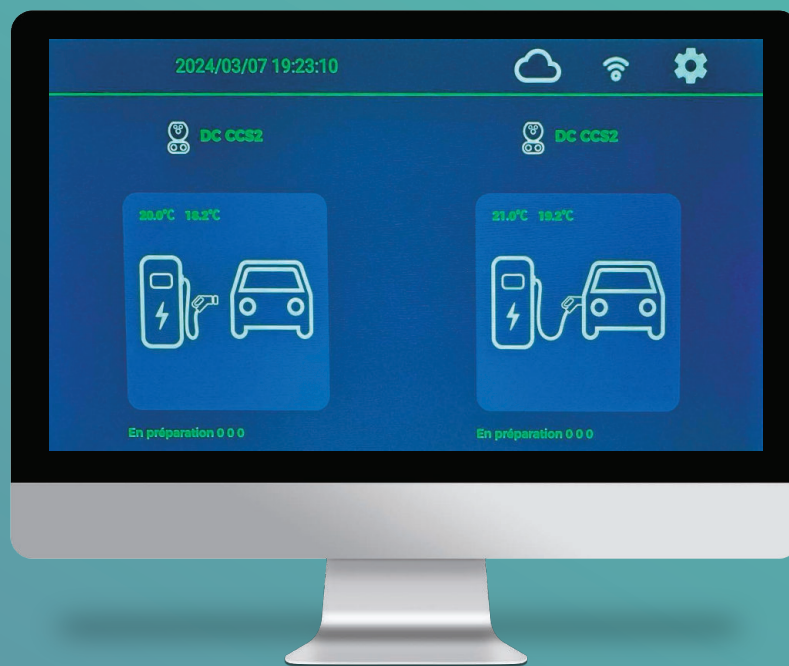 2024/03/07 19:23:10
DC CCS2
DC CCS2
20.0°C 18.2°C
21.0°C 19.2°C
En préparation 0 0 0
En préparation 0 0 0